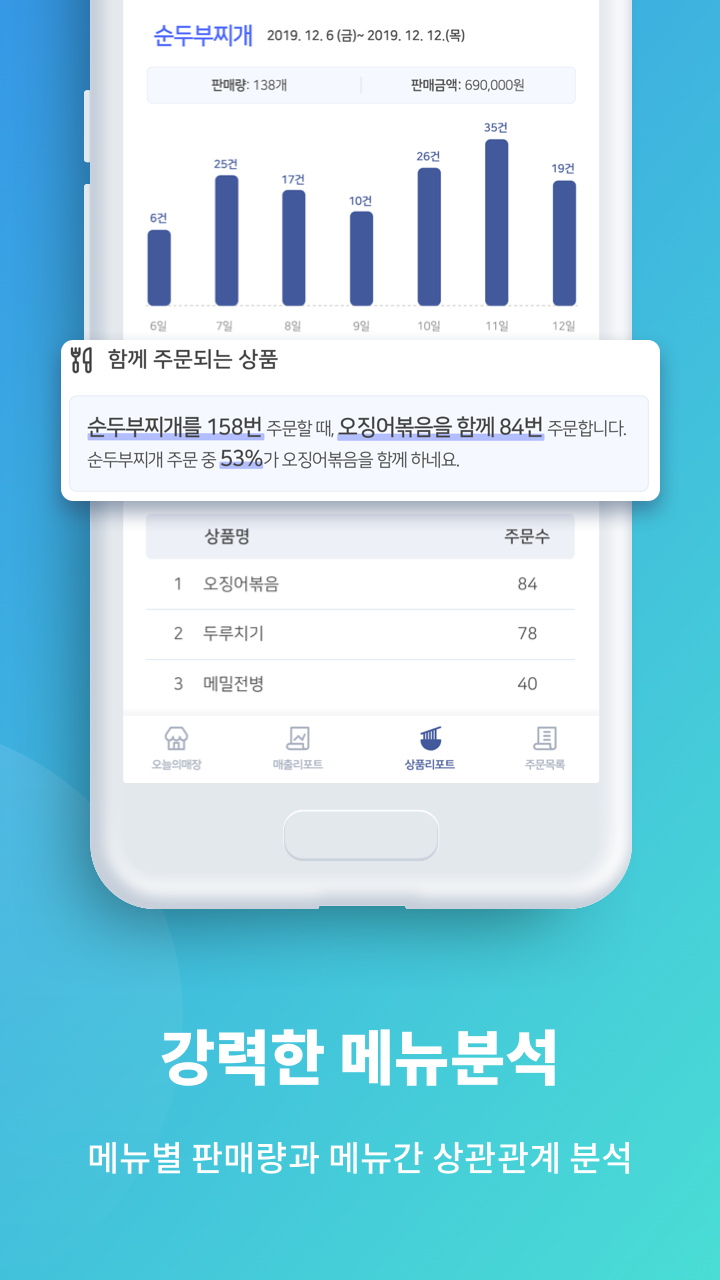 순두부찌개 2019. 12. 6 (금)~ 2019. 12. 12.(목)
판매량: 138개 판매금액: 690,000원
6건 25건 17건 10건 26건 35건 19건
6일 7일 8일 9일 10일 11일 12일
함께 주문되는 상품
순두부찌개를 158번 주문할 때, 오징어볶음을 함께 84번 주문합니다.
순두부찌개 주문 중 53%가 오징어볶음을 함께 하네요.
상품명 주문수
1 오징어볶음 84
2 두루치기 78
3 메밀전병 40
오늘의매장 매출리포트 상품리포트 주문목록
강력한 메뉴분석
메뉴별 판매량과 메뉴간 상관관계 분석